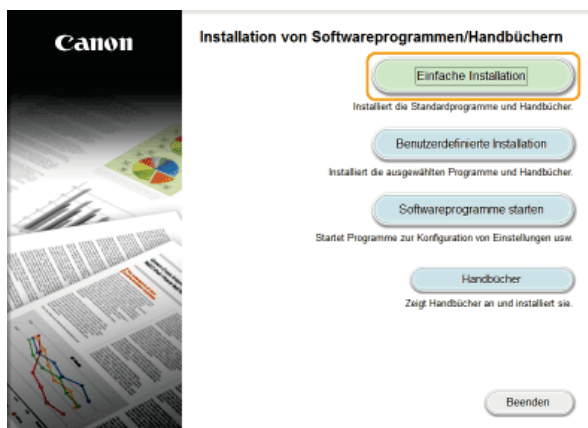 Canon
Installation von Softwareprogrammen/Handbüchern
Einfache Installation
Installiert die Standardprogramme und Handbücher.
Benutzerdefinierte Installation
Installiert die ausgewählten Programme und Handbücher.
Softwareprogramme starten
Startet Programme zur Konfiguration von Einstellungen usw.
Handbücher
Zeigt Handbücher an und installiert sie.
Beenden